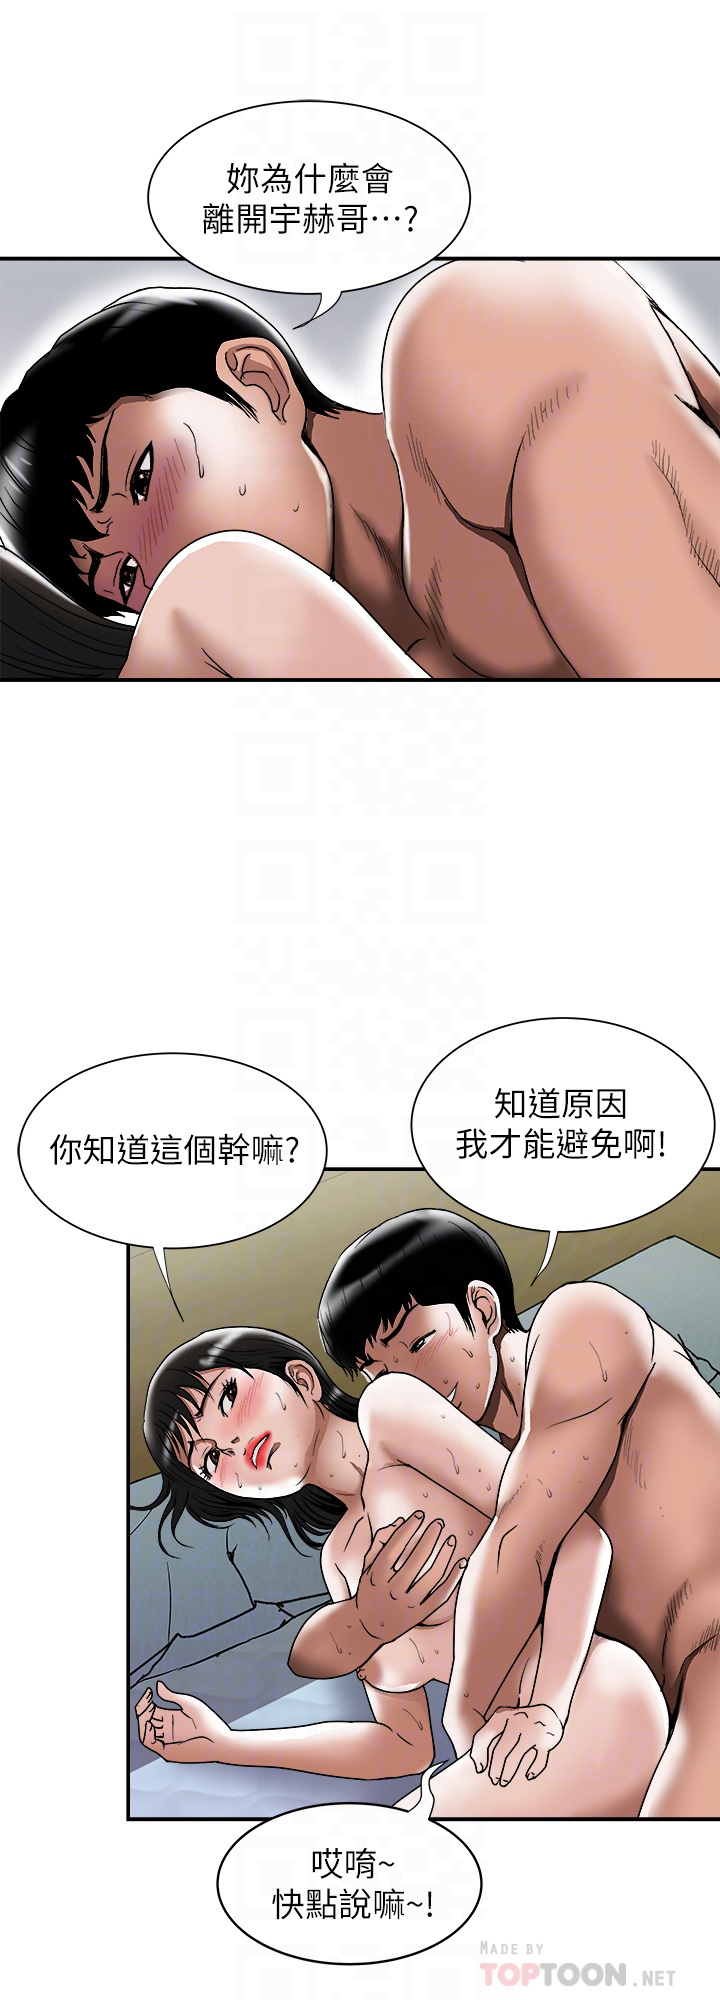 妳為什麼會
離開宇赫哥…?
知道原因
我才能避免啊!
你知道這個幹嘛?
哎唷~
快點說嘛~!
MADE BY
TOPTOON.NET